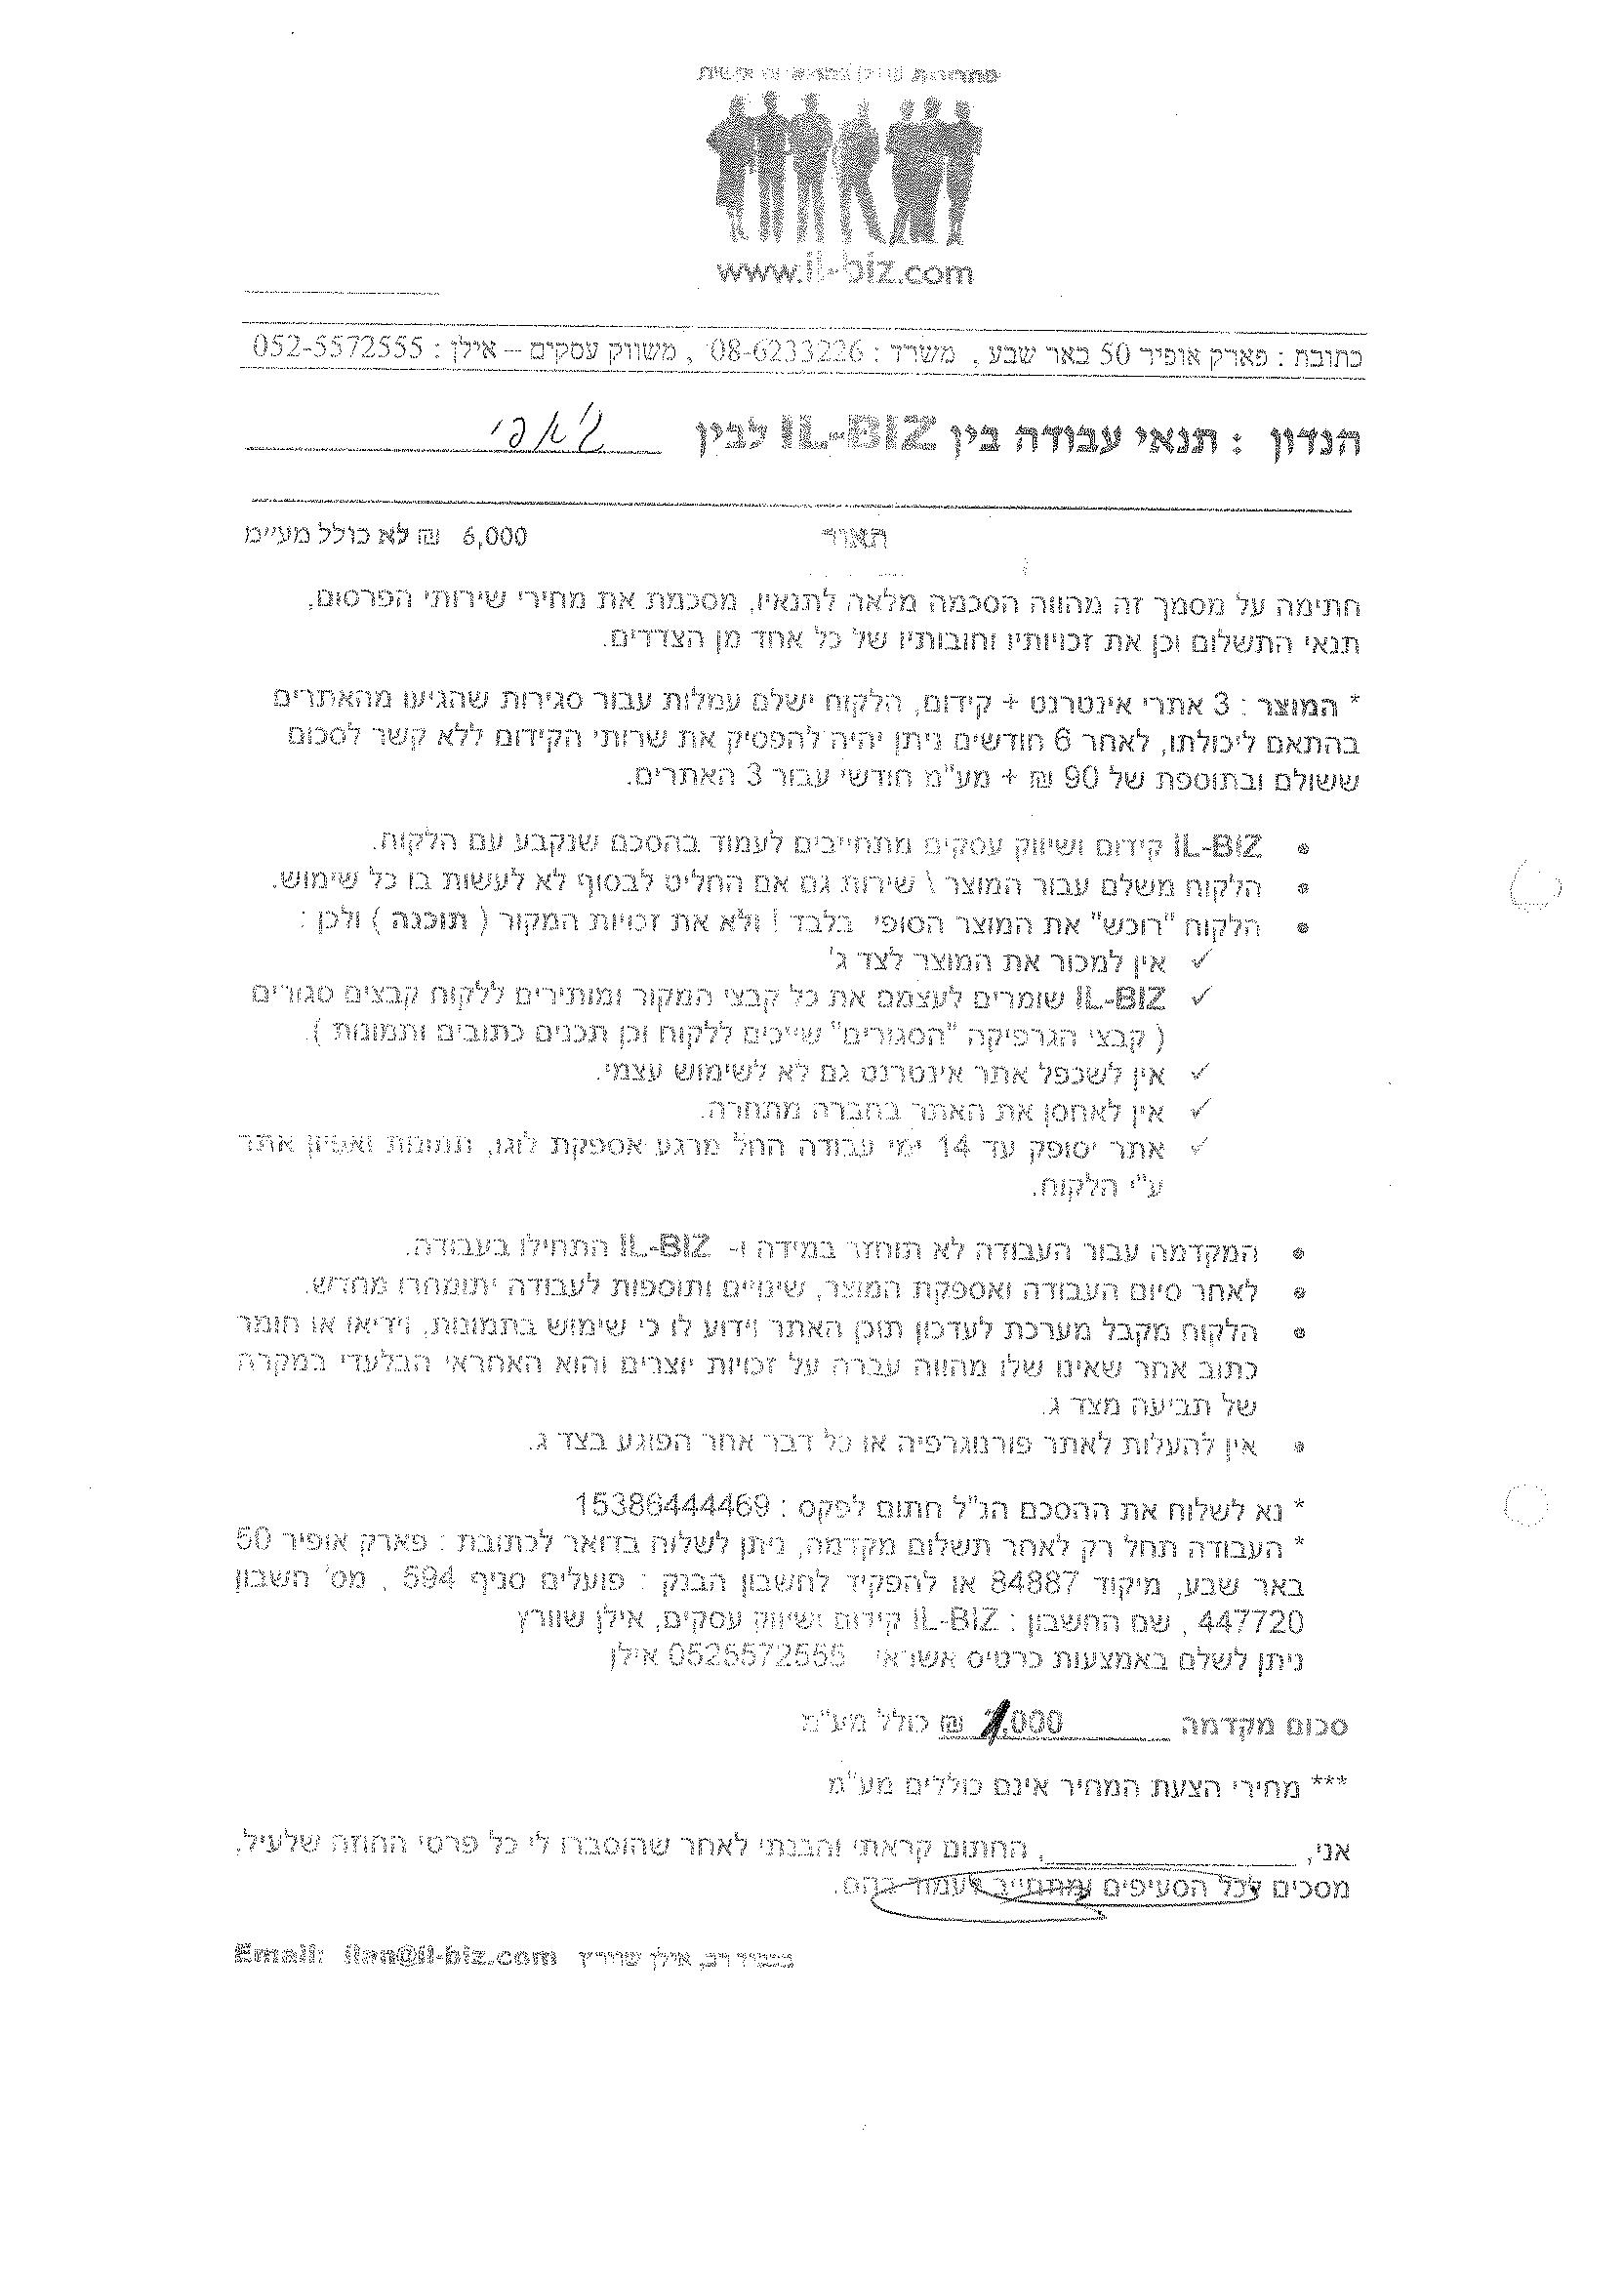 www.il-biz.com
כתובת : פארק אופיר 50 באר שבע , משרד : 08-6233226 , משווק עסקים – אילן : 052-5572555
הנדון : תנאי עבודה בין IL-BIZ לבין
תאור 6,000 ₪ לא כולל מע״מ
חתימה על מסמך זה מהווה הסכמה מלאה לתנאיו, מסכמת את מחירי שירותי הפרסום,
תנאי התשלום וכן את זכויותיו וחובותיו של כל אחד מן הצדדים.
* המוצר : 3 אתרי אינטרנט + קידום, הלקוח ישלם עמלות עבור סגירות שהגיעו מהאתרים
בהתאם ליכולתו, לאחר 6 חודשים ניתן יהיה להפסיק את שרותי הקידום ללא קשר לסכום
ששולם ובתוספת של 90 ₪ + מע"מ חודשי עבור 3 האתרים.
• IL-BIZ קידום ושיווק עסקים מתחייבים לעמוד בהסכם שנקבע עם הלקוח.
• הלקוח משלם עבור המוצר / שירות גם אם החליט לבסוף לא לעשות בו כל שימוש.
• הלקוח "רוכש" את המוצר הסופי בלבד ! ולא את זכויות המקור ( תוכנה ) ולכן :
✓ אין למכור את המוצר לצד ג'
✓ IL-BIZ שומרים לעצמם את כל קבצי המקור ומותירים ללקוח קבצים סגורים
( קבצי הגרפיקה "הסגורים" שייכים ללקוח וכן תכנים כתובים ותמונות ).
✓ אין לשכפל אתר אינטרנט גם לא לשימוש עצמי.
✓ אין לאחסן את האתר בחברה מתחרה.
✓ אתר יסופק עד 14 ימי עבודה החל מרגע אספקת לוגו, תמונות ואפיון אתר
ע"י הלקוח.
• המקדמה עבור העבודה לא תוחזר במידה ו- IL-BIZ התחילו בעבודה.
• לאחר סיום העבודה ואספקת המוצר, שינויים ותוספות לעבודה יתומחרו מחדש.
• הלקוח מקבל מערכת לעדכון תוכן האתר וידוע לו כי שימוש בתמונות, וידיאו או חומר
כתוב אחר שאינו שלו מהווה עברה על זכויות יוצרים והוא האחראי הבלעדי במקרה
של תביעה מצד ג.
• אין להעלות לאתר פורנוגרפיה או כל דבר אחר הפוגע בצד ג.
* נא לשלוח את ההסכם הנ"ל חתום לפקס : 15386444469
* העבודה תחל רק לאחר תשלום מקדמה, ניתן לשלוח בדואר לכתובת : פארק אופיר 50
באר שבע, מיקוד 84887 או להפקיד לחשבון הבנק : פועלים סניף 694 , מס' חשבון
447720 , שם החשבון : IL-BIZ קידום ושיווק עסקים, אילן שוורץ
ניתן לשלם באמצעות כרטיס אשראי 0525572555 אילן
סכום מקדמה 1,000 ₪ כולל מע"מ
*** מחירי הצעת המחיר אינם כוללים מע"מ
אני, , החתום קראתי והבנתי לאחר שהוסברו לי כל פרטי החוזה שלעיל,
מסכים לכל הסעיפים ומתחייב לעמוד בהם.
בכבוד רב, אילן שוורץ Email: ilan@il-biz.com